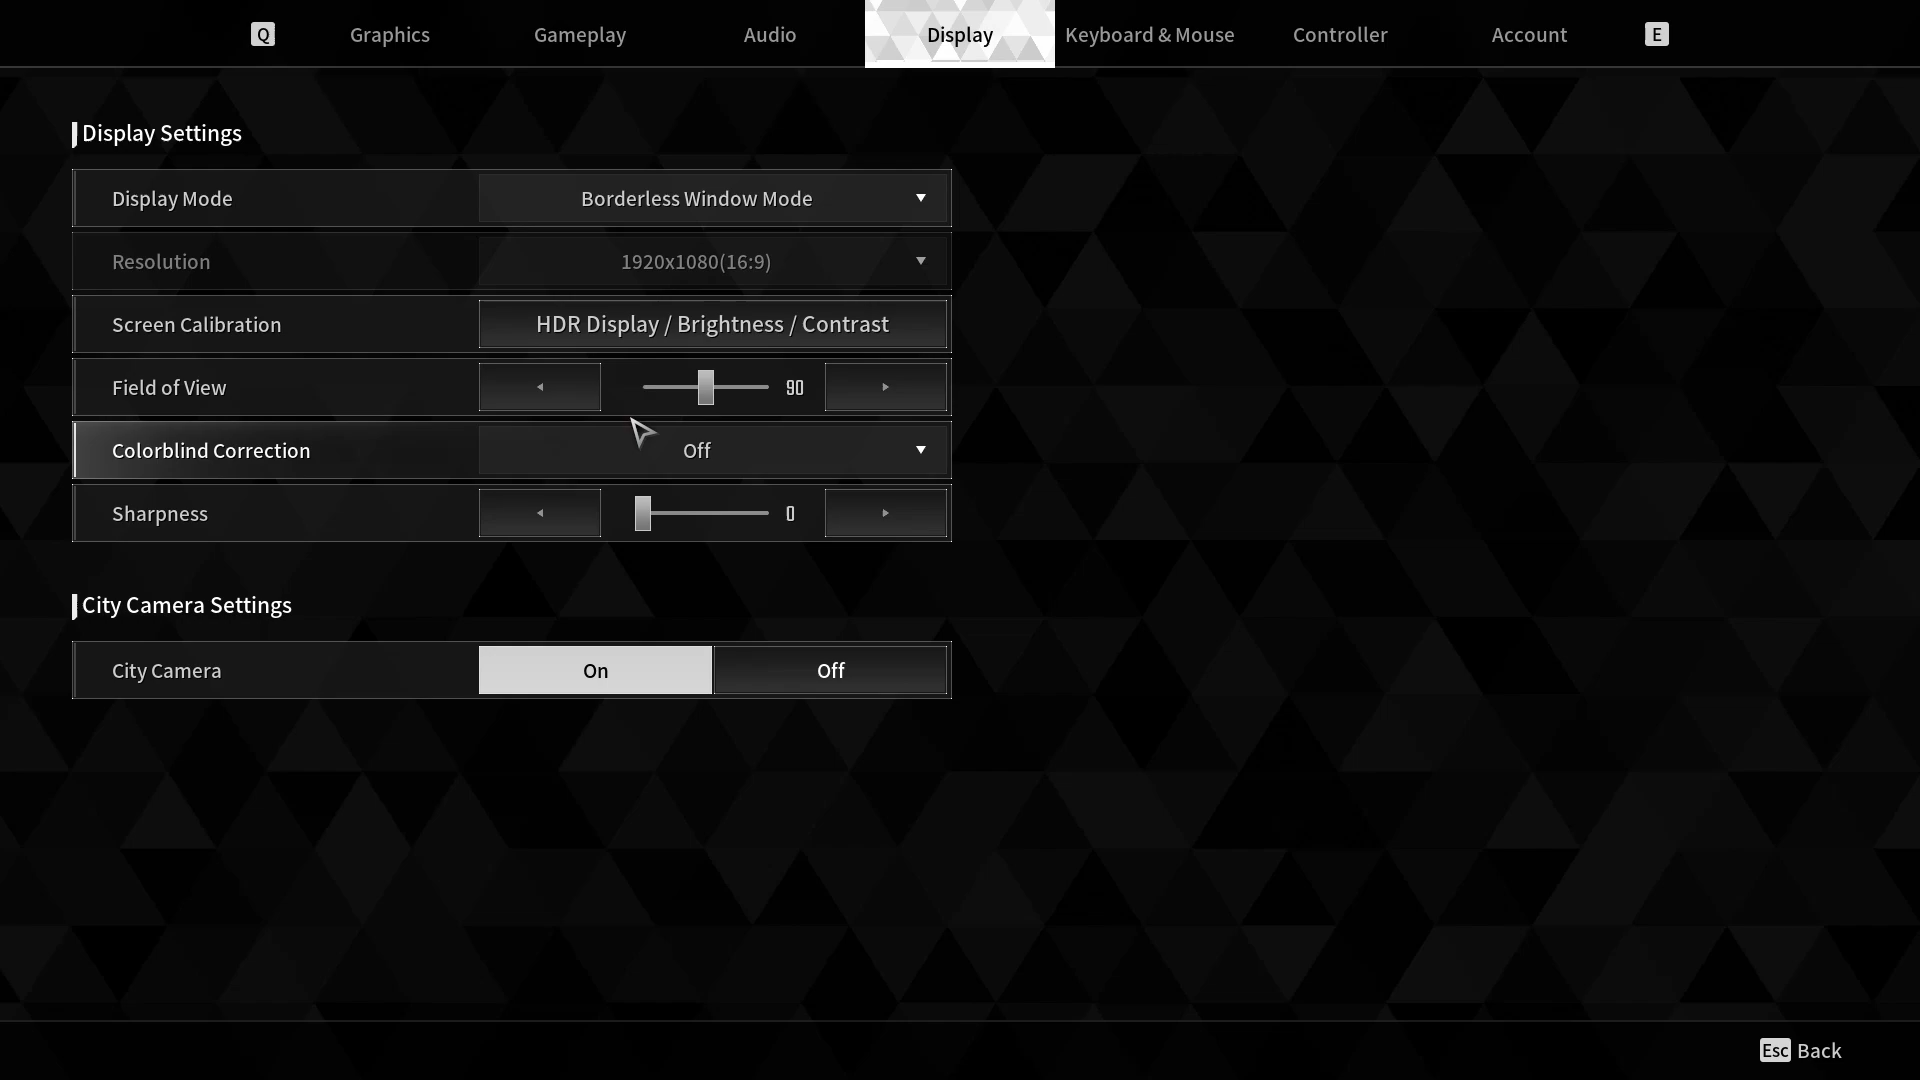 Q Graphics Gameplay Audio Display Keyboard & Mouse Controller Account E
Display Settings
Display Mode Borderless Window Mode
Resolution 1920x1080(16:9)
Screen Calibration HDR Display / Brightness / Contrast
Field of View 90
Colorblind Correction Off
Sharpness 0
City Camera Settings
City Camera On Off
Esc Back